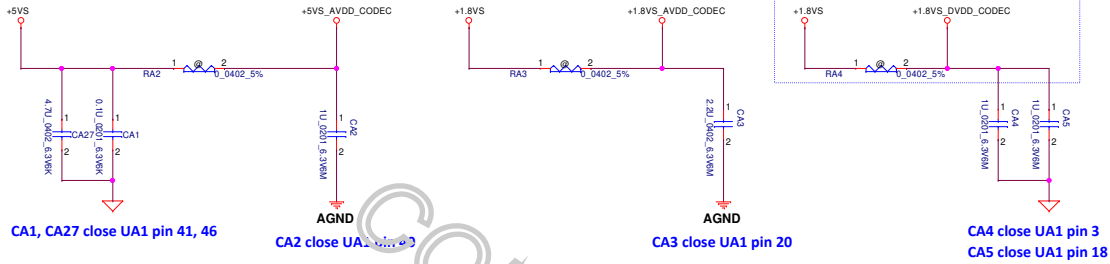 +5VS
+5VS_AVDD_CODEC
+1.8VS
+1.8VS_AVDD_CODEC
+1.8VS
+1.8VS_DVDD_CODEC
1
@
2
RA2
0_0402_5%
1
@
2
RA3
0_0402_5%
1
@
2
RA4
0_0402_5%
4.7U_0402_6.3V6K
1
CA27
2
0.1U_0201_6.3V6K
1
CA1
2
1U_0201_6.3V6M
1
CA2
2
2.2U_0402_6.3V6M
1
CA3
2
1U_0201_6.3V6M
1
CA4
2
1U_0201_6.3V6M
1
CA5
2
AGND
AGND
CA1, CA27 close UA1 pin 41, 46
CA2 close UA1 pin
CA3 close UA1 pin 20
CA4 close UA1 pin 3
CA5 close UA1 pin 18